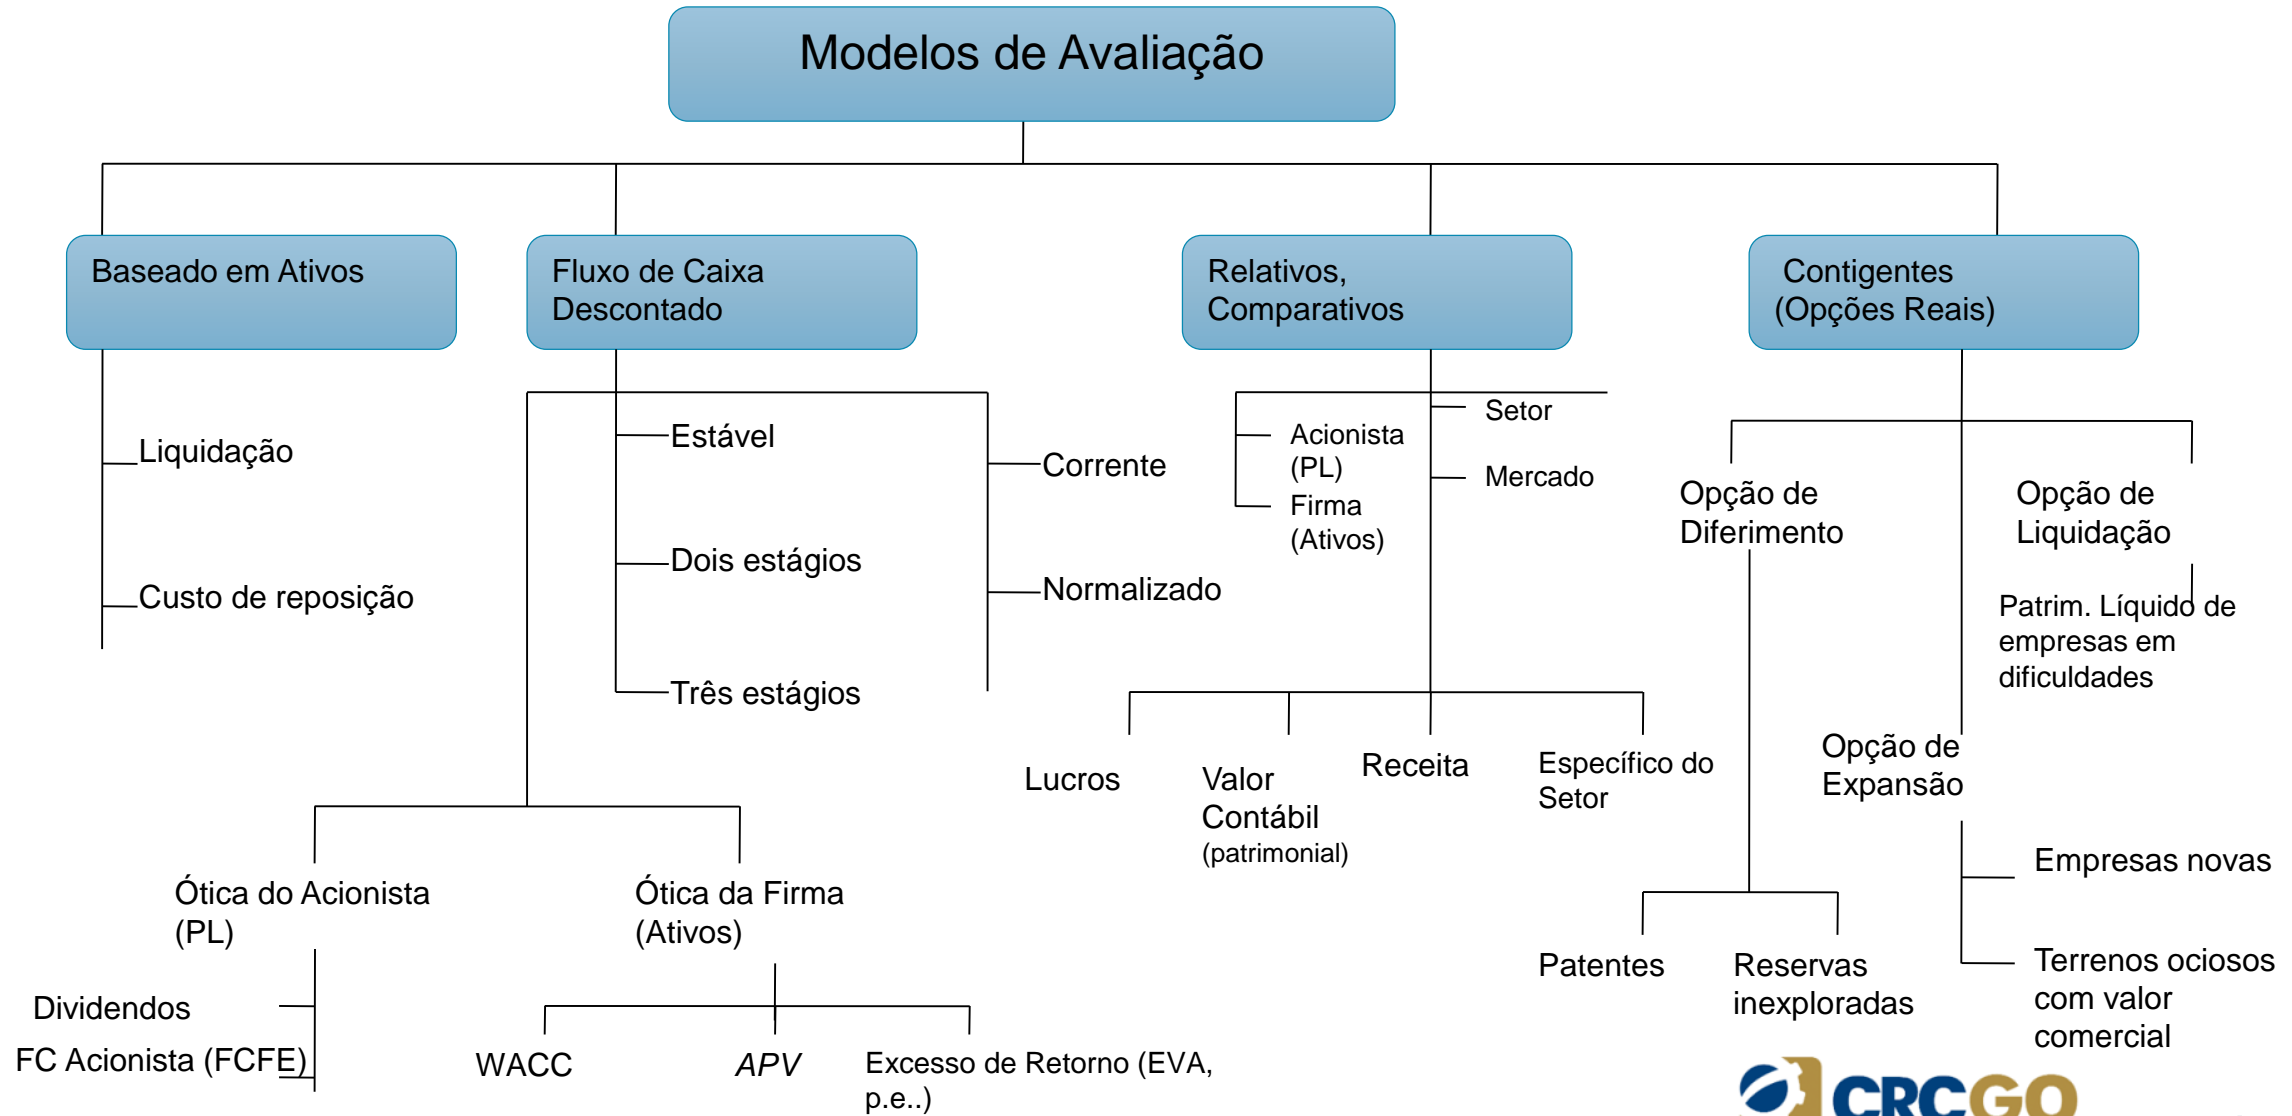 Modelos de Avaliação
Baseado em Ativos
Fluxo de Caixa
Descontado
Relativos,
Comparativos
Contigentes
(Opções Reais)
Liquidação
Custo de reposição
Estável
Dois estágios
Três estágios
Corrente
Normalizado
Acionista
(PL)
Firma
(Ativos)
Setor
Mercado
Opção de
Diferimento
Opção de
Liquidação
Patrim. Líquido de
empresas em
dificuldades
Lucros
Valor
Contábil
(patrimonial)
Receita
Específico do
Setor
Opção de
Expansão
Empresas novas
Terrenos ociosos
com valor
comercial
Patentes
Reservas
inexploradas
Ótica do Acionista
(PL)
Ótica da Firma
(Ativos)
Dividendos
FC Acionista (FCFE)
WACC
APV
Excesso de Retorno (EVA,
p.e..)
CRCGO